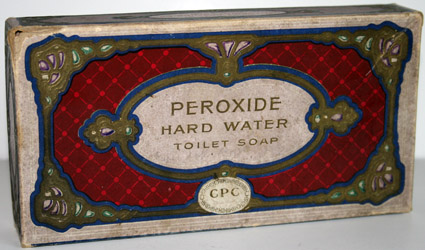 PEROXIDE
HARD WATER
TOILET SOAP
CPC